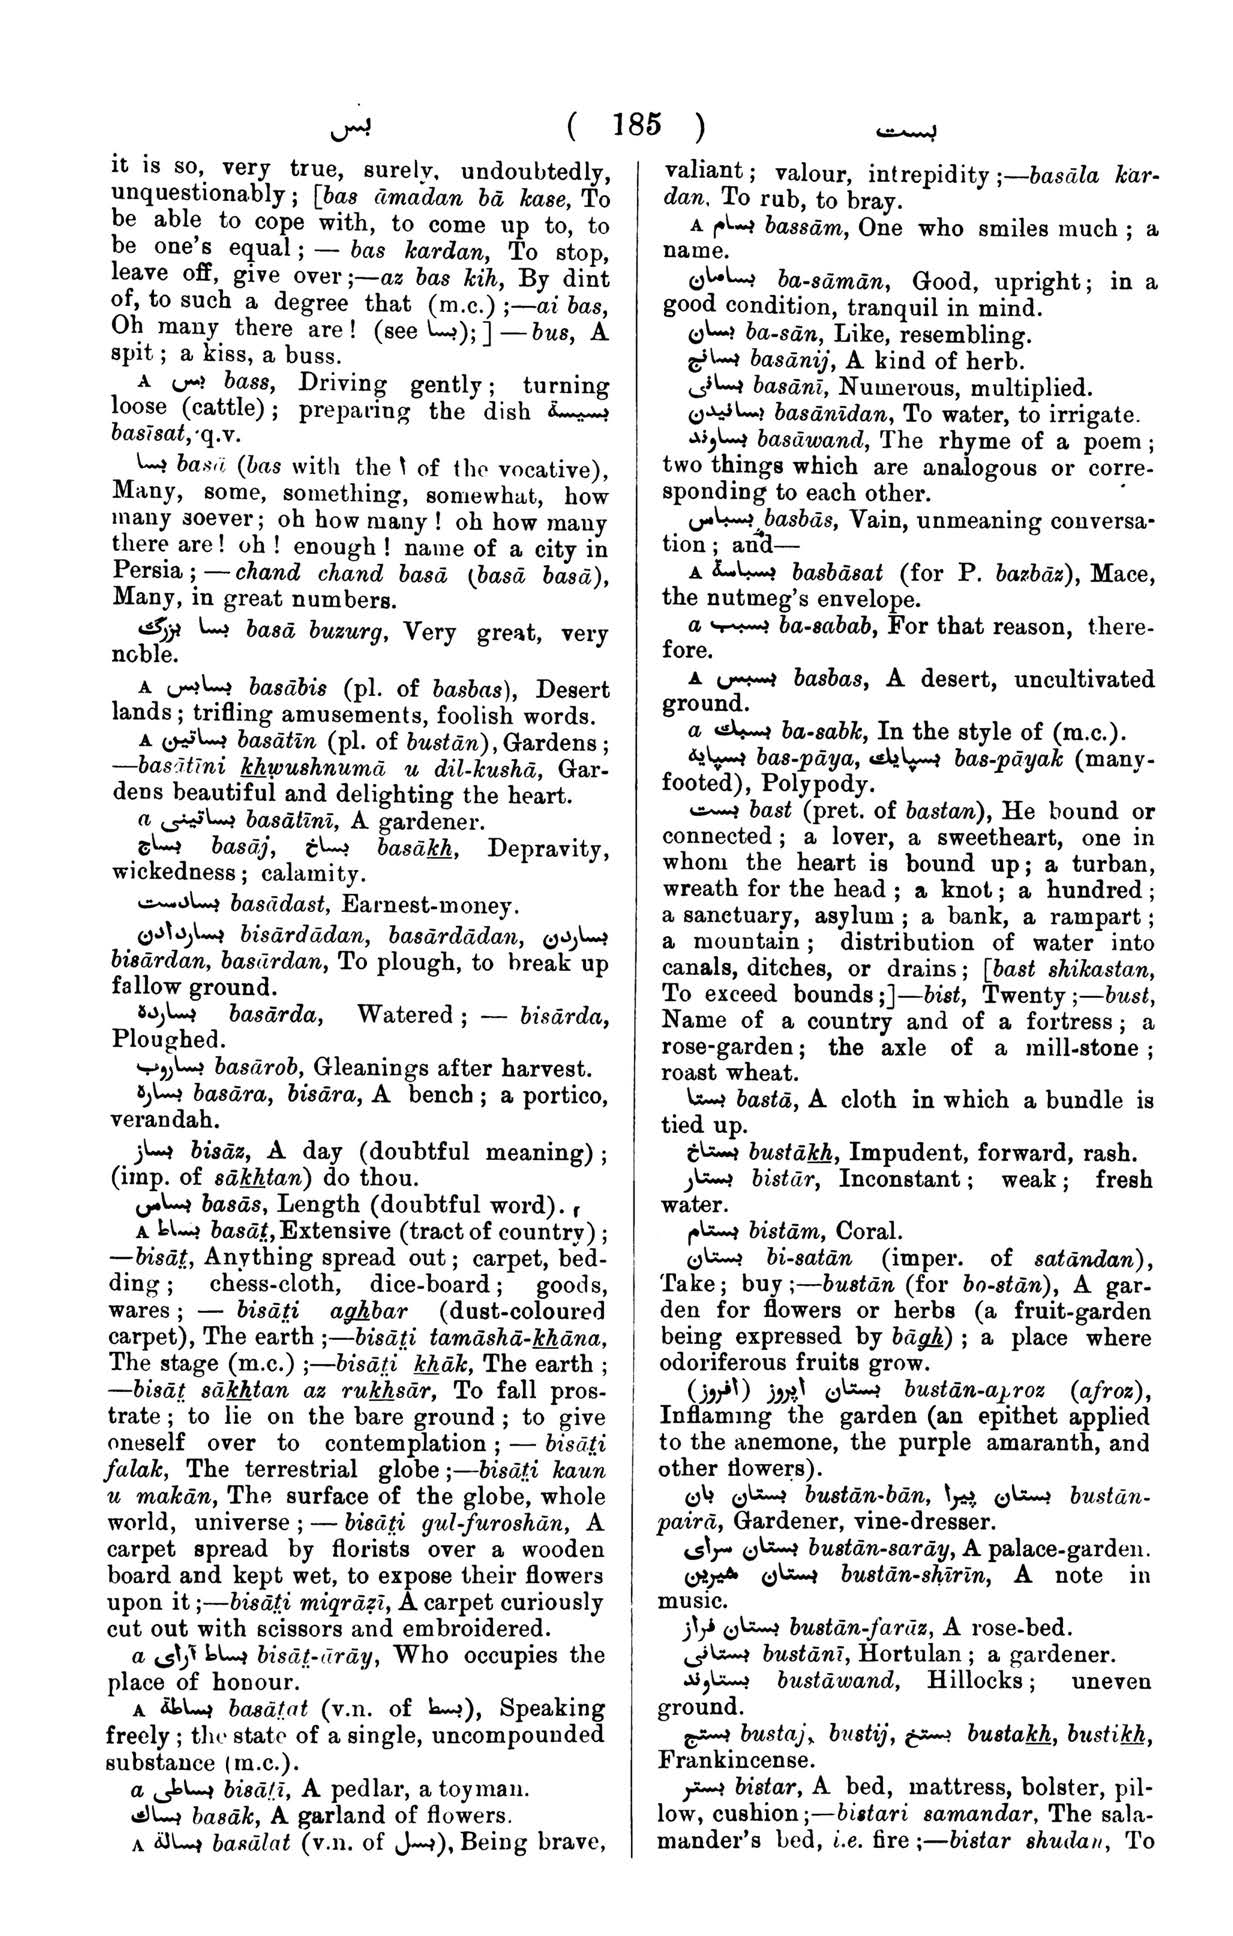 بس
( 185 )
بست
it is so, very true, surely, undoubtedly,
unquestionably ; [bas āmadan bā kase, To
be able to cope with, to come up to, to
be one's equal ; — bas kardan, To stop,
leave off, give over ;—az bas kih, By dint
of, to such a degree that (m.c.) ;—ai bas,
Oh many there are ! (see بسا); ] — bus, A
spit ; a kiss, a buss.
A بس bass, Driving gently ; turning
loose (cattle) ; preparing the dish بسيسة
basīsat, q.v.
بسا basā (bas with the ا of the vocative),
Many, some, something, somewhat, how
many soever ; oh how many ! oh how many
there are ! oh ! enough ! name of a city in
Persia ; — chand chand basā (basā basā),
Many, in great numbers.
بسا بزرگ basā buzurg, Very great, very
noble.
A بسابس basābis (pl. of basbas), Desert
lands ; trifling amusements, foolish words.
A بساتين basātīn (pl. of bustān), Gardens ;
—basātīni khwushnumā u dil-kushā, Gar-
dens beautiful and delighting the heart.
a بساتينى basātīnī, A gardener.
بساج basāj, بساخ basākh, Depravity,
wickedness ; calamity.
بسادست basādast, Earnest-money.
بساردادن bisārdādan, basārdādan, بساردن
bisārdan, basārdan, To plough, to break up
fallow ground.
بسارده basārda, Watered ; — bisārda,
Ploughed.
بساروب basārob, Gleanings after harvest.
بساره basāra, bisāra, A bench ; a portico,
verandah.
بساز bisāz, A day (doubtful meaning) ;
(imp. of sākhtan) do thou.
بساس basās, Length (doubtful word).
A بساط basāt̤, Extensive (tract of country) ;
—bisāt̤, Anything spread out ; carpet, bed-
ding ; chess-cloth, dice-board ; goods,
wares ; — bisāt̤i aghbar (dust-coloured
carpet), The earth ;—bisāt̤i tamāshā-khāna,
The stage (m.c.) ;—bisāt̤i khāk, The earth ;
—bisāt̤ sākhtan az rukhsār, To fall pros-
trate ; to lie on the bare ground ; to give
oneself over to contemplation ; — bisāt̤i
falak, The terrestrial globe ;—bisāt̤i kaun
u makān, The surface of the globe, whole
world, universe ; — bisāt̤i gul-furoshān, A
carpet spread by florists over a wooden
board and kept wet, to expose their flowers
upon it ;—bisāt̤i miqrāẓī, A carpet curiously
cut out with scissors and embroidered.
a بساط آراى bisāt̤-ārāy, Who occupies the
place of honour.
A بساطة basāt̤at (v.n. of بسط), Speaking
freely ; the state of a single, uncompounded
substance (m.c.).
a بساطى bisāt̤ī, A pedlar, a toyman.
بساك basāk, A garland of flowers.
A بسالة basālat (v.n. of بسل), Being brave,
valiant ; valour, intrepidity ;—basāla kar-
dan, To rub, to bray.
A بسام bassām, One who smiles much ; a
name.
بسامان ba-sāmān, Good, upright ; in a
good condition, tranquil in mind.
بسان ba-sān, Like, resembling.
بسانج basānij, A kind of herb.
بسانى basānī, Numerous, multiplied.
بسانيدن basānīdan, To water, to irrigate.
بساوند basāwand, The rhyme of a poem ;
two things which are analogous or corre-
sponding to each other.
بسباس basbās, Vain, unmeaning conversa-
tion ; and—
A بسباسة basbāsat (for P. bazbāz), Mace,
the nutmeg's envelope.
a بسبب ba-sabab, For that reason, there-
fore.
A بسبس basbas, A desert, uncultivated
ground.
a بسبك ba-sabk, In the style of (m.c.).
بسپايه bas-pāya, بسپايك bas-pāyak (many-
footed), Polypody.
بست bast (pret. of bastan), He bound or
connected ; a lover, a sweetheart, one in
whom the heart is bound up ; a turban,
wreath for the head ; a knot ; a hundred ;
a sanctuary, asylum ; a bank, a rampart ;
a mountain ; distribution of water into
canals, ditches, or drains ; [bast shikastan,
To exceed bounds ;]—bist, Twenty ;—bust,
Name of a country and of a fortress ; a
rose-garden ; the axle of a mill-stone ;
roast wheat.
بستا bastā, A cloth in which a bundle is
tied up.
بستاخ bustākh, Impudent, forward, rash.
بستار bistār, Inconstant ; weak ; fresh
water.
بستام bistām, Coral.
بستان bi-satān (imper. of satāndan),
Take ; buy ;—bustān (for bo-stān), A gar-
den for flowers or herbs (a fruit-garden
being expressed by bāgh) ; a place where
odoriferous fruits grow.
بستان اپروز (افروز) bustān-aproz (afroz),
Inflaming the garden (an epithet applied
to the anemone, the purple amaranth, and
other flowers).
بستان بان bustān-bān, بستان پيرا bustān-
pairā, Gardener, vine-dresser.
بستان سراى bustān-sarāy, A palace-garden.
بستان شيرين bustān-shīrīn, A note in
music.
بستان فراز bustān-farāz, A rose-bed.
بستانى bustānī, Hortulan ; a gardener.
بستاوند bustāwand, Hillocks ; uneven
ground.
بستج bustaj, bustij, بستخ bustakh, bustikh,
Frankincense.
بستر bistar, A bed, mattress, bolster, pil-
low, cushion ;—bistari samandar, The sala-
mander's bed, i.e. fire ;—bistar shudan, To